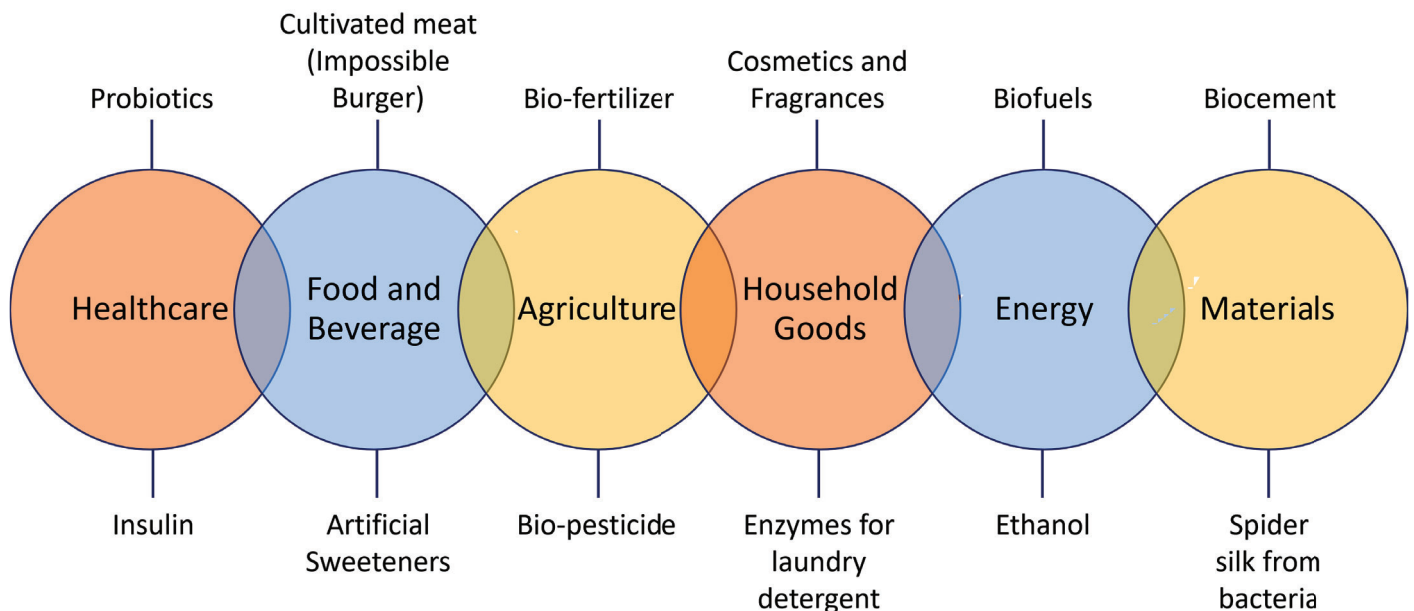 Cultivated meat
(Impossible
Burger)
Probiotics
Bio-fertilizer
Cosmetics and
Fragrances
Biofuels
Biocement
Healthcare
Food and
Beverage
Agriculture
Household
Goods
Energy
Materials
Insulin
Artificial
Sweeteners
Bio-pesticide
Enzymes for
laundry
detergent
Ethanol
Spider
silk from
bacteria